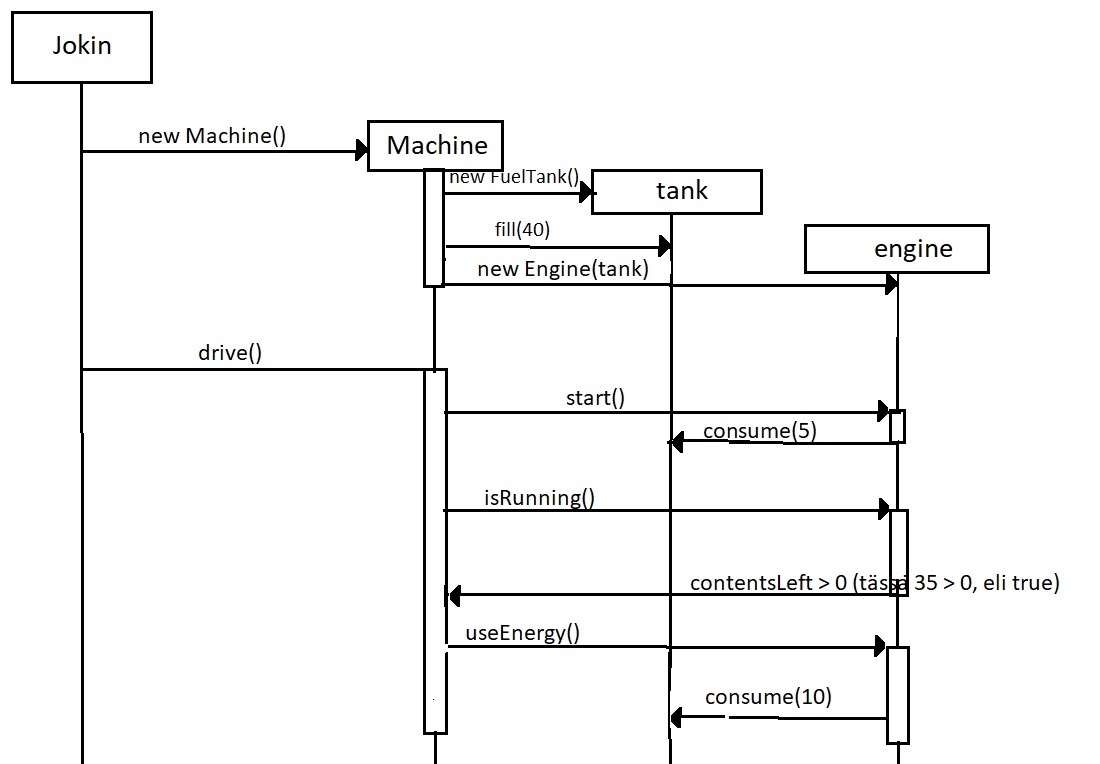 Jokin
new Machine()
Machine
new FuelTank()
tank
fill(40)
engine
new Engine(tank)
drive()
start()
consume(5)
isRunning()
contentsLeft > 0 (tässä 35 > 0, eli true)
useEnergy()
consume(10)